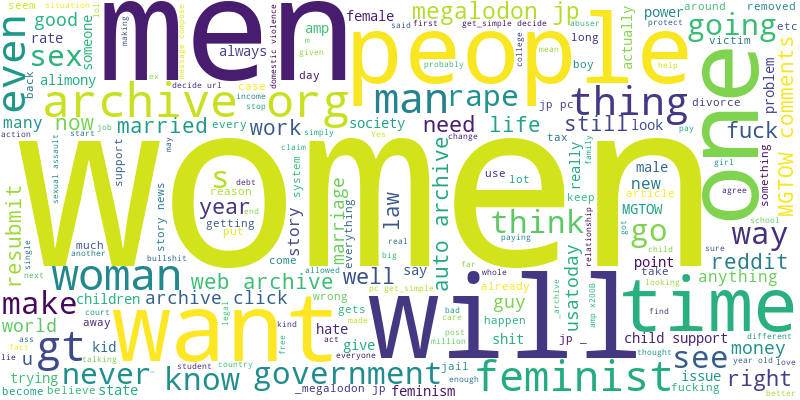 seem
situation
making
lol
good
someone
rate
sex
even
back
alimony
ex
men
decide url
domestic violence
message compose
female
amp
always
m
day
given
megalodon jp
said
first
get_simple decide
abuser
power
long
actually
etc
around
removed
protect
victim
going
people
college
mean
boy
probably
help
archive org
man
rape
thing
jp pc
divorce
problem
MGTOW comments
many
now
job
every
income
stop
simply
Yes
society
need
life
change
tax
pay
still
look
fuck
one
action
start
married
work
may
women
sexual assault
support
claim
system
reason
debt
s
year
end
put
getting
story news
story
come
everything
marriage
law
auto archive
use
lot
really
family
keep
think
paying
relationship
usatoday
male
new
article
MGTOW
got
child
go
point
girl
agree
something
school
way
sure
reddit
resubmit
single
next
much
another
bullshit
woman
web archive
allowed
real
big
well
say
far
whole
already
guy
amp x200B
archive
take
looking
anything
time
make
children
archive click
wrong
pc get_simple
will
bad
care
happen
find
different
year old
love
world
court
away
ass
fact
lie
u
gt
kid
talking
want
legal
free
kind
hate
gets
made
act
give
post
million
shit
jp _
child support
thought
see
money
trying
become
believe
state
never
know
student
country
government
everyone
_megalodon jp
jail
enough
feminism
feminist
issue
fucking
right
better